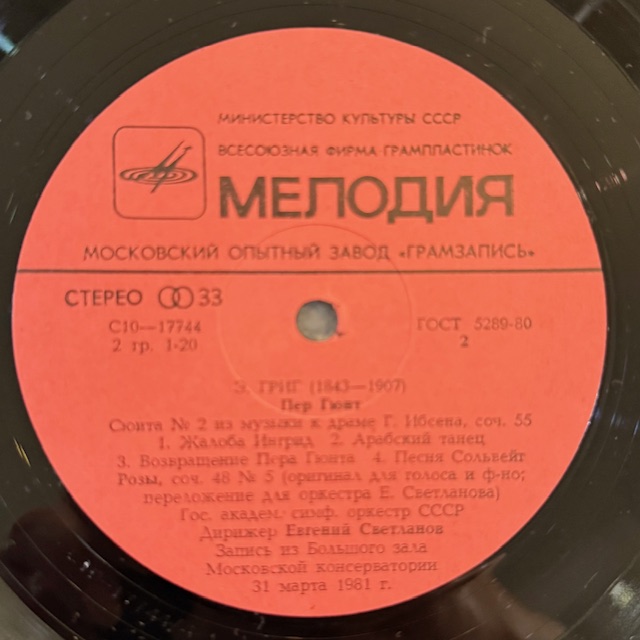 МИНИСТЕРСТВО КУЛЬТУРЫ СССР
ВСЕСОЮЗНАЯ ФИРМА ГРАМПЛАСТИНОК
МЕЛОДИЯ
МОСКОВСКИЙ ОПЫТНЫЙ ЗАВОД «ГРАМЗАПИСЬ»
СТЕРЕО 33
С10—17744 ГОСТ 5289-80
2 гр. 1-20 2
Э. ГРИГ (1843—1907)
Пер Гюнт
Сюита № 2 из музыки к драме Г. Ибсена, соч. 55
1. Жалоба Ингрид 2. Арабский танец
3. Возвращение Пера Гюнта 4. Песня Сольвейг
Розы, соч. 48 № 5 (оригинал для голоса и ф-но;
переложение для оркестра Е. Светланова)
Гос. академ. симф. оркестр СССР
Дирижер Евгений Светланов
Запись из Большого зала
Московской консерватории
31 марта 1981 г.